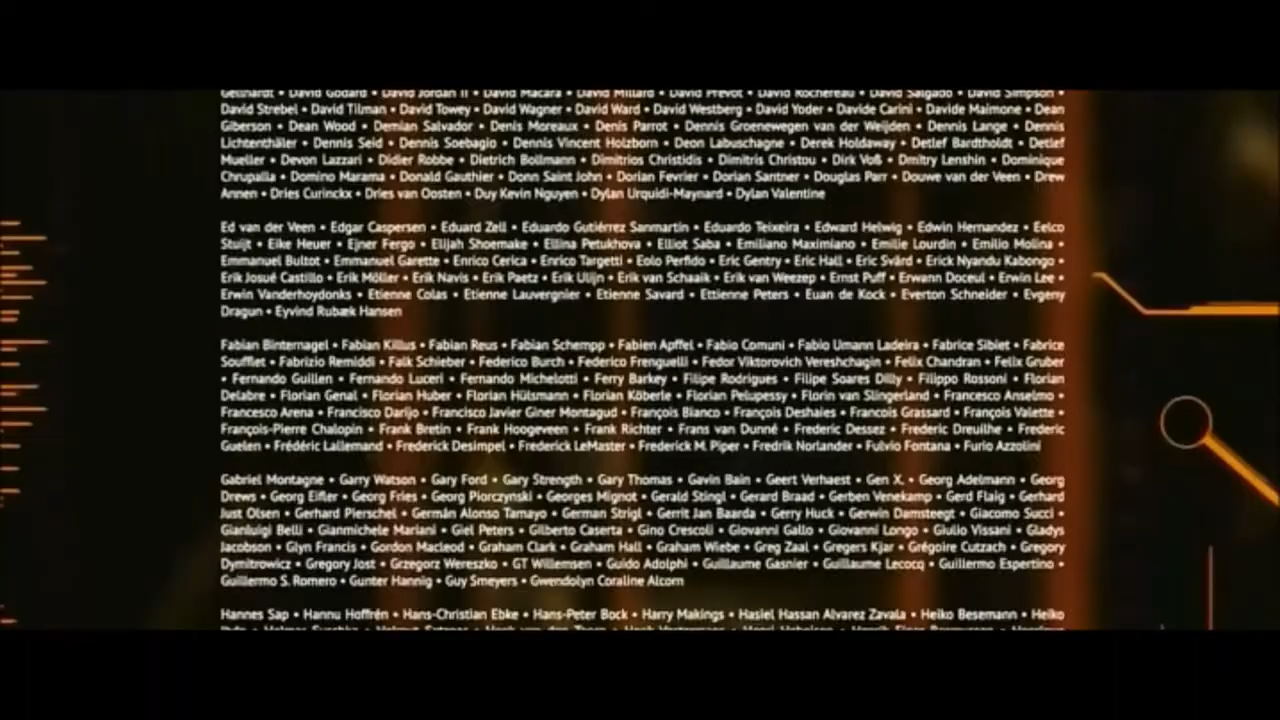 Gebhardt • David Godard • David Jordan II • David Macara • David Millard • David Prevot • David Rochereau • David Salgado • David Simpson •
David Strebel • David Tilman • David Towey • David Wagner • David Ward • David Westberg • David Yoder • Davide Carini • Davide Maimone • Dean
Giberson • Dean Wood • Demian Salvador • Denis Moreaux • Denis Parrot • Dennis Groenewegen van der Weijden • Dennis Lange • Dennis
Lichtenthäler • Dennis Seid • Dennis Soebagio • Dennis Vincent Holzborn • Deon Labuschagne • Derek Holdaway • Detlef Bardtholdt • Detlef
Mueller • Devon Lazzari • Didier Robbe • Dietrich Bollmann • Dimitrios Christidis • Dimitris Christou • Dirk Voß • Dmitry Lenshin • Dominique
Chrupalla • Domino Marama • Donald Gauthier • Donn Saint John • Dorian Fevrier • Dorian Santner • Douglas Parr • Douwe van der Veen • Drew
Annen • Dries Curinckx • Dries van Oosten • Duy Kevin Nguyen • Dylan Urquidi-Maynard • Dylan Valentine
Ed van der Veen • Edgar Caspersen • Eduard Zell • Eduardo Gutiérrez Sanmartin • Eduardo Teixeira • Edward Helwig • Edwin Hernandez • Eelco
Stuijt • Eike Heuer • Ejner Fergo • Elijah Shoemake • Ellina Petukhova • Elliot Saba • Emiliano Maximiano • Emilie Lourdin • Emilio Molina •
Emmanuel Bultot • Emmanuel Garette • Enrico Cerica • Enrico Targetti • Eolo Perfido • Eric Gentry • Eric Hall • Eric Svärd • Erick Nyandu Kabongo •
Erik Josué Castillo • Erik Möller • Erik Navis • Erik Paetz • Erik Ulijn • Erik van Schaaik • Erik van Weezep • Ernst Puff • Erwann Doceul • Erwin Lee •
Erwin Vanderhoydonks • Etienne Colas • Etienne Lauvergnier • Etienne Savard • Ettienne Peters • Euan de Kock • Everton Schneider • Evgeny
Dragun • Eyvind Rubæk Hansen
Fabian Binternagel • Fabian Killus • Fabian Reus • Fabian Schempp • Fabien Apffel • Fabio Comuni • Fabio Umann Ladeira • Fabrice Siblet • Fabrice
Soufflet • Fabrizio Remiddi • Falk Schieber • Federico Burch • Federico Frenguelli • Fedor Viktorovich Vereshchagin • Felix Chandran • Felix Gruber
• Fernando Guillen • Fernando Luceri • Fernando Michelotti • Ferry Barkey • Filipe Rodrigues • Filipe Soares Dilly • Filippo Rossoni • Florian
Delabre • Florian Genal • Florian Huber • Florian Hülsmann • Florian Köberle • Florian Pelupessy • Florin van Slingerland • Francesco Anselmo •
Francesco Arena • Francisco Darijo • Francisco Javier Giner Montagud • François Bianco • François Deshaies • Francois Grassard • François Valette •
François-Pierre Chalopin • Frank Bretin • Frank Hoogeveen • Frank Richter • Frans van Dunné • Frederic Dessez • Frederic Dreuilhe • Frederic
Guelen • Frédéric Lallemand • Frederick Desimpel • Frederick LeMaster • Frederick M. Piper • Fredrik Norlander • Fulvio Fontana • Furio Azzolini
Gabriel Montagne • Garry Watson • Gary Ford • Gary Strength • Gary Thomas • Gavin Bain • Geert Verhaest • Gen X. • Georg Adelmann • Georg
Drews • Georg Eifler • Georg Fries • Georg Piorczynski • Georges Mignot • Gerald Stingl • Gerard Braad • Gerben Venekamp • Gerd Flaig • Gerhard
Just Olsen • Gerhard Pierschel • Germán Alonso Tamayo • German Strigl • Gerrit Jan Baarda • Gerry Huck • Gerwin Damsteegt • Giacomo Succi •
Gianluigi Belli • Gianmichele Mariani • Giel Peters • Gilberto Caserta • Gino Crescoli • Giovanni Gallo • Giovanni Longo • Giulio Vissani • Gladys
Jacobson • Glyn Francis • Gordon Macleod • Graham Clark • Graham Hall • Graham Wiebe • Greg Zaal • Gregers Kjar • Grégoire Cutzach • Gregory
Dymitrowicz • Gregory Jost • Grzegorz Wereszko • GT Willemsen • Guido Adolphi • Guillaume Gasnier • Guillaume Lecocq • Guillermo Espertino •
Guillermo S. Romero • Gunter Hannig • Guy Smeyers • Gwendolyn Coraline Alcorn
Hannes Sap • Hannu Hoffrén • Hans-Christian Ebke • Hans-Peter Bock • Harry Makings • Hasiel Hassan Alvarez Zavala • Heiko Besemann • Heiko